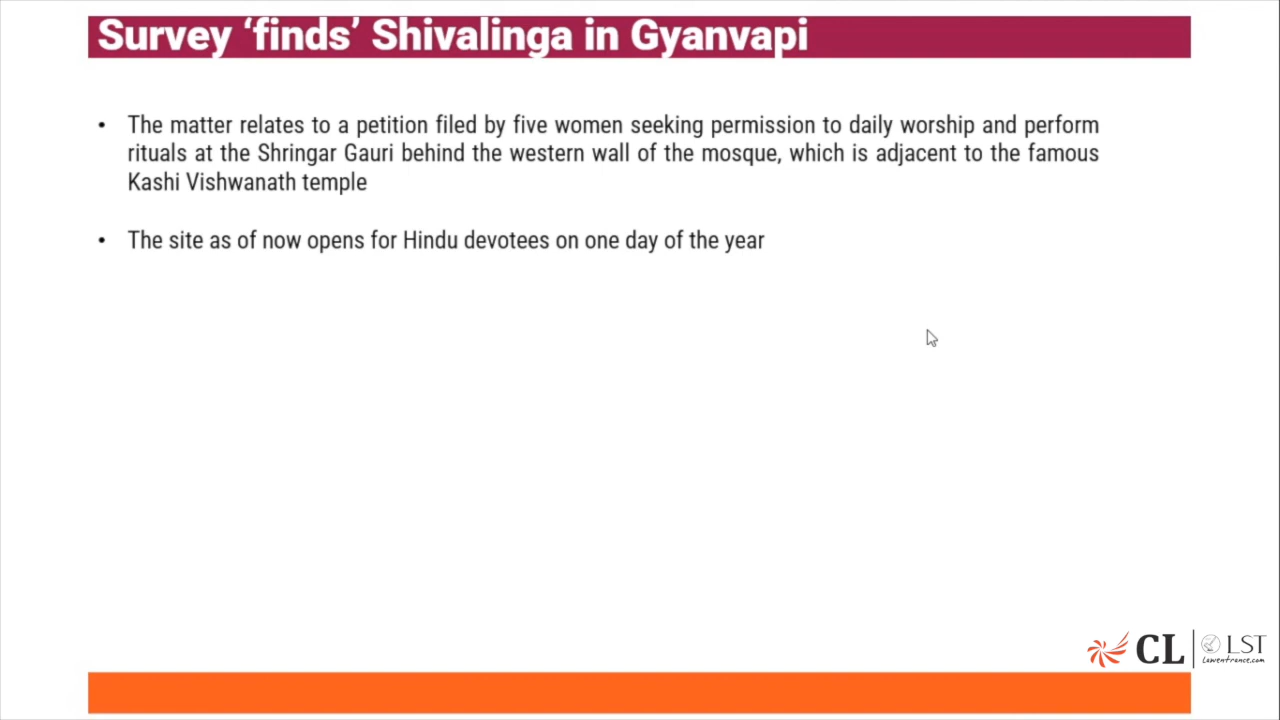 Survey ‘finds’ Shivalinga in Gyanvapi
• The matter relates to a petition filed by five women seeking permission to daily worship and perform
rituals at the Shringar Gauri behind the western wall of the mosque, which is adjacent to the famous
Kashi Vishwanath temple
• The site as of now opens for Hindu devotees on one day of the year
CL LST
Lawentrance.com